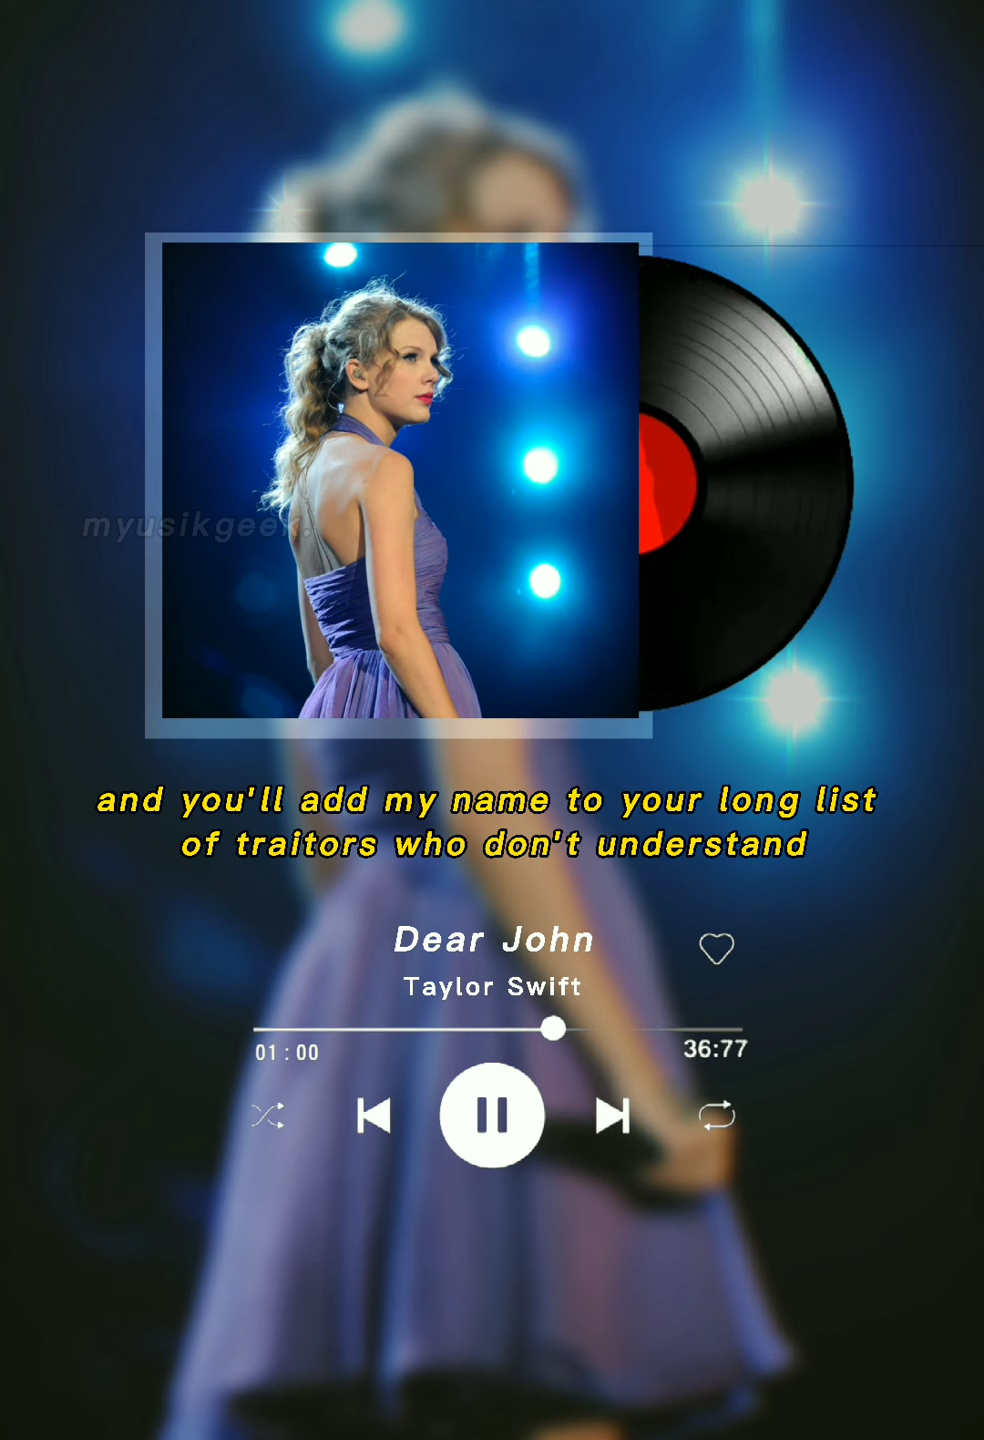 myusikgeek.
and you'll add my name to your long list
of traitors who don't understand
Dear John
Taylor Swift
01 : 00
36:77